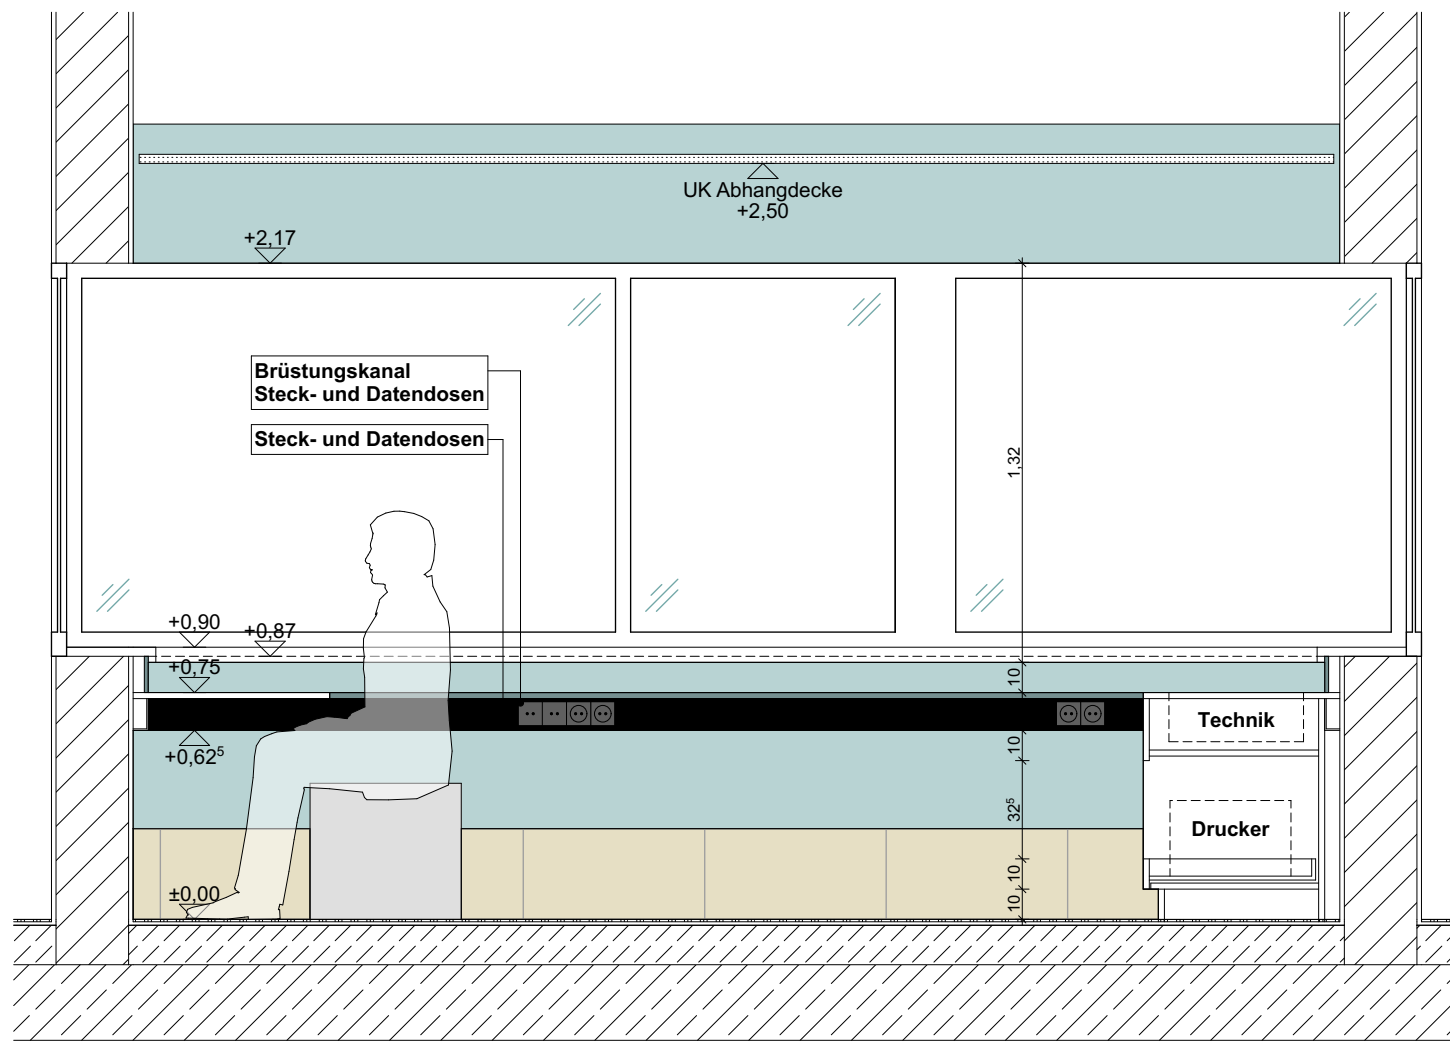 UK Abhangdecke
+2,50
+2,17
Brüstungskanal
Steck- und Datendosen
Steck- und Datendosen
1,32
+0,90
+0,87
+0,75
10
Technik
+0,62⁵
10
32⁵
Drucker
10
±0,00
10